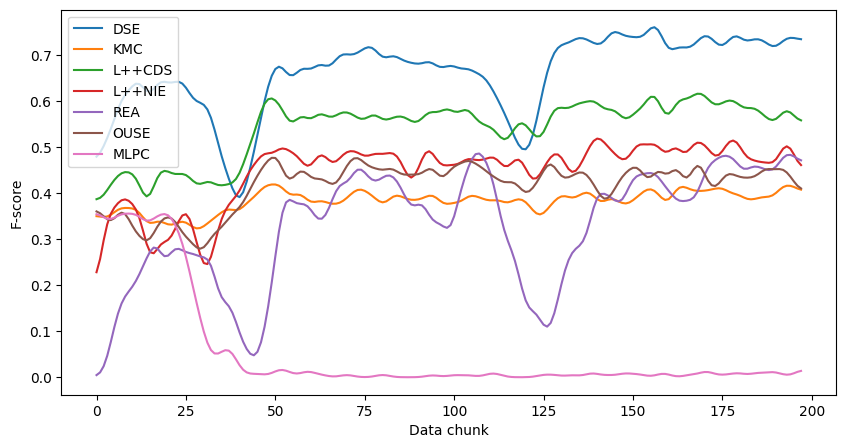 DSE
KMC
L++CDS
L++NIE
REA
OUSE
MLPC
F-score
0.7
0.6
0.5
0.4
0.3
0.2
0.1
0.0
0 25 50 75 100 125 150 175 200
Data chunk